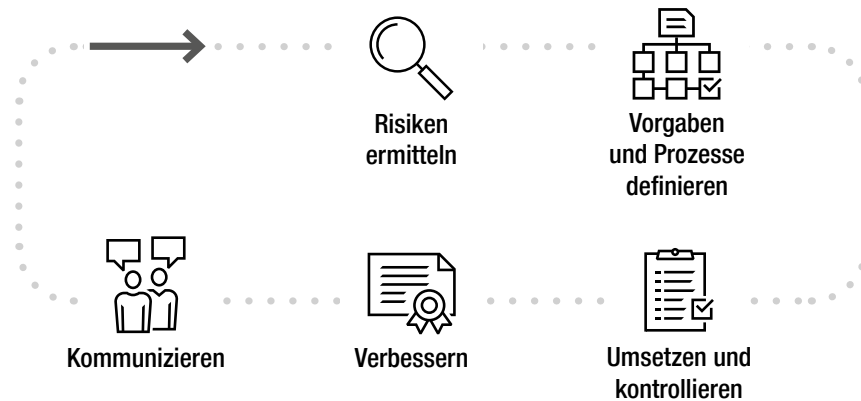 Risiken
ermitteln
Vorgaben
und Prozesse
definieren
Kommunizieren
Verbessern
Umsetzen und
kontrollieren